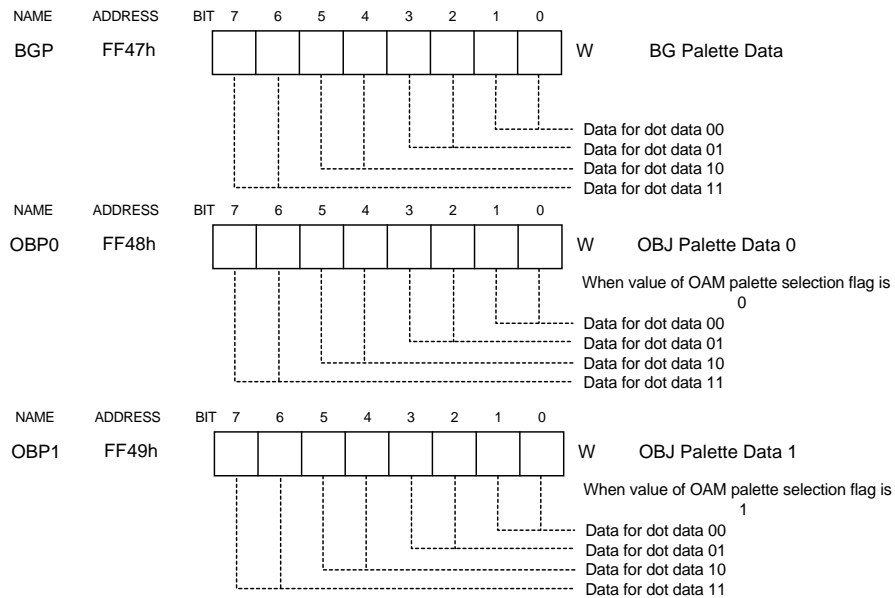 NAME ADDRESS BIT 7 6 5 4 3 2 1 0
BGP FF47h W BG Palette Data
Data for dot data 00
Data for dot data 01
Data for dot data 10
Data for dot data 11
NAME ADDRESS BIT 7 6 5 4 3 2 1 0
OBP0 FF48h W OBJ Palette Data 0
When value of OAM palette selection flag is
0
Data for dot data 00
Data for dot data 01
Data for dot data 10
Data for dot data 11
NAME ADDRESS BIT 7 6 5 4 3 2 1 0
OBP1 FF49h W OBJ Palette Data 1
When value of OAM palette selection flag is
1
Data for dot data 00
Data for dot data 01
Data for dot data 10
Data for dot data 11